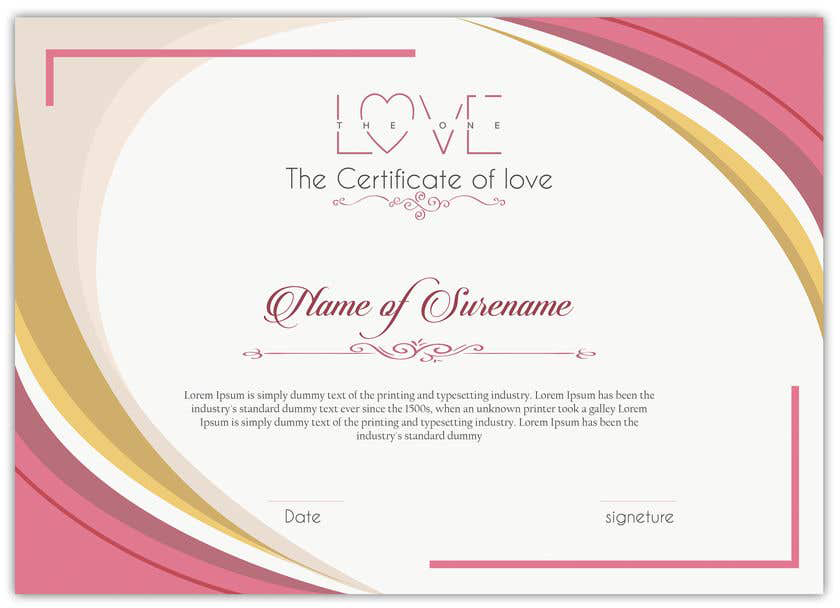 LOVE
THE ONE
The Certificate of love
Name of Surename
Lorem Ipsum is simply dummy text of the printing and typesetting industry. Lorem Ipsum has been the
industry's standard dummy text ever since the 1500s, when an unknown printer took a galley Lorem
Ipsum is simply dummy text of the printing and typesetting industry. Lorem Ipsum has been the
industry's standard dummy
Date
signeture